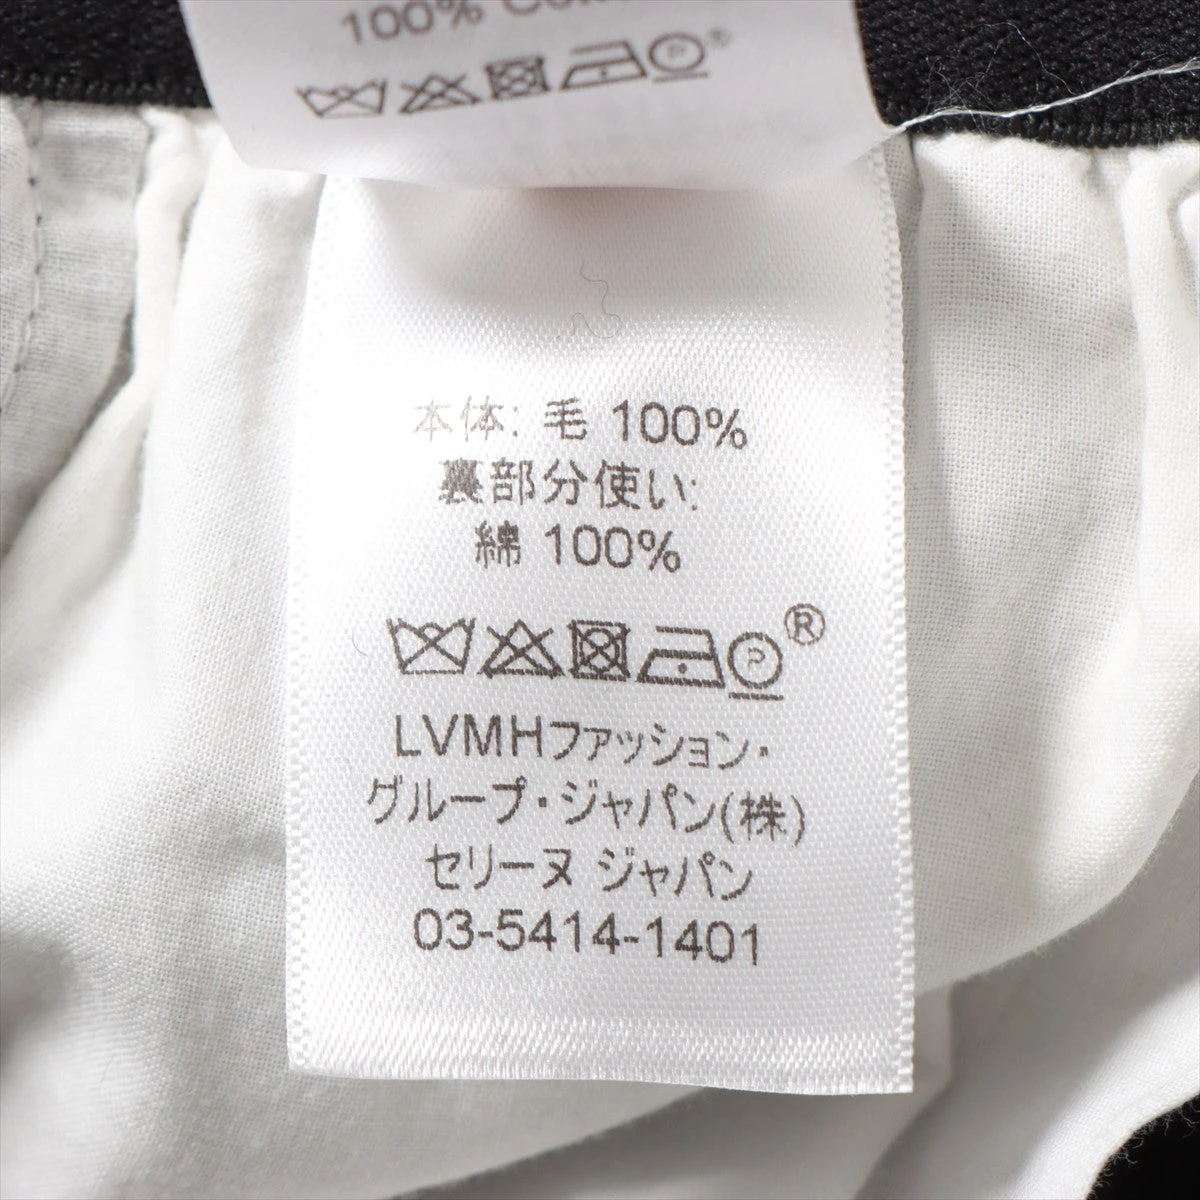 100%
P ®
本体: 毛 100%
裏部分使い:
綿 100%
P ®
LVMHファッション・
グループ・ジャパン(株)
セリーヌ ジャパン
03-5414-1401